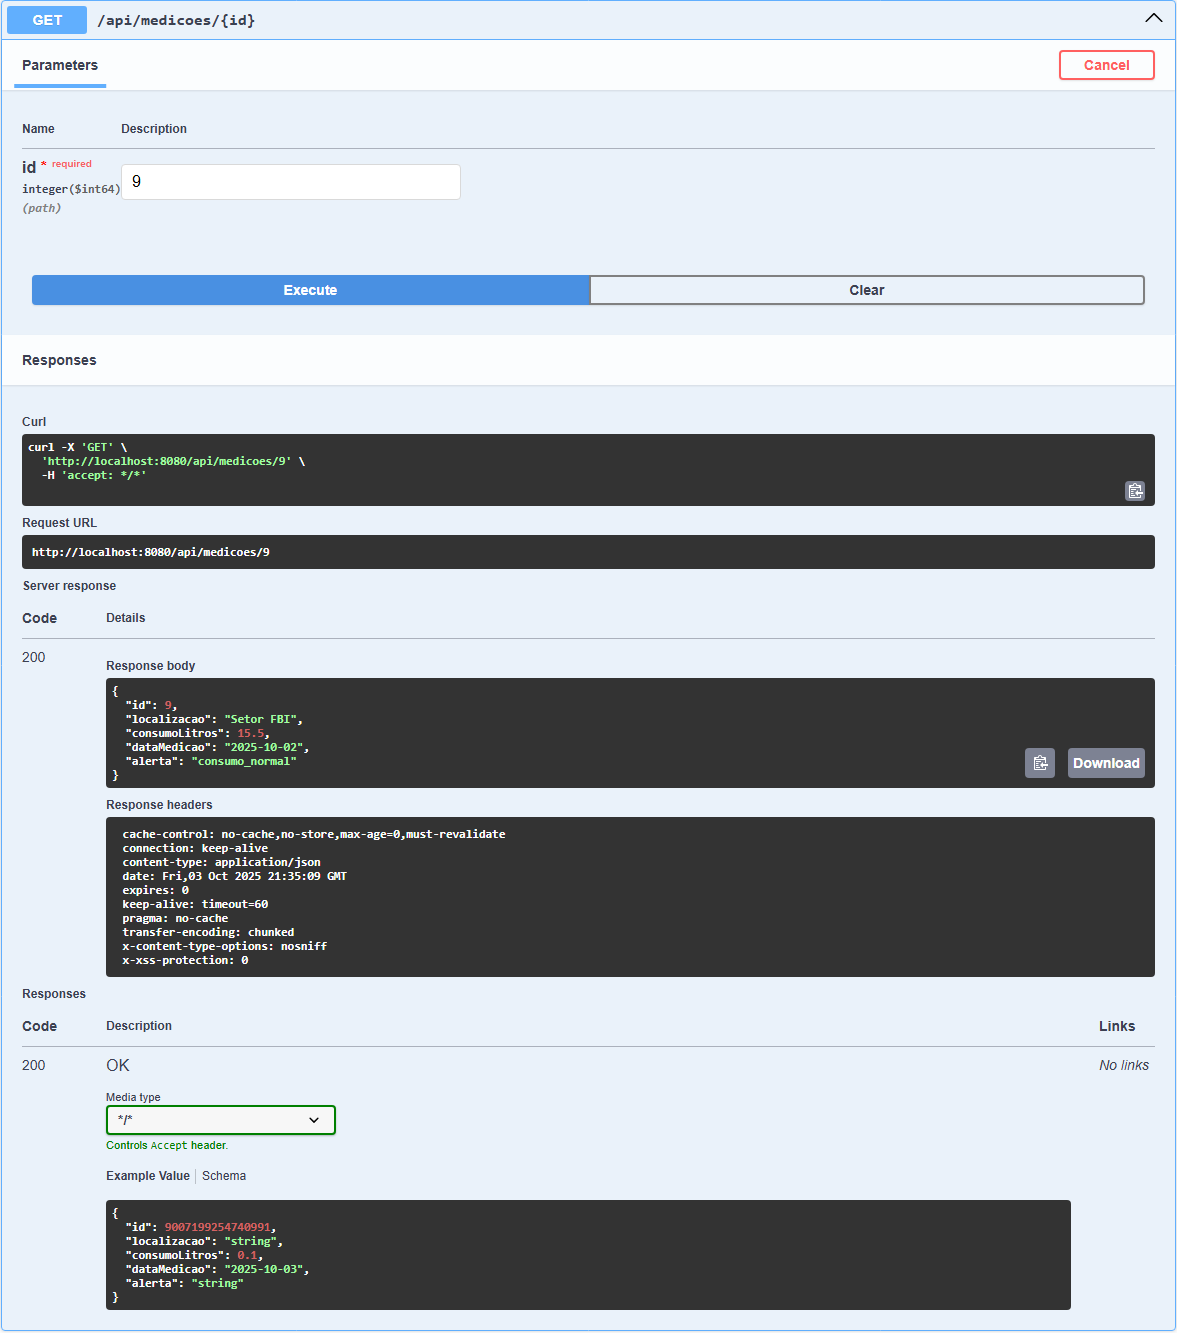 GET /api/medicoes/{id}
Parameters
Cancel
Name Description
id * required
integer($int64)
(path)
9
Execute Clear
Responses
Curl
curl -X 'GET' \
'http://localhost:8080/api/medicoes/9' \
-H 'accept: */*'
Request URL
http://localhost:8080/api/medicoes/9
Server response
Code Details
200
Response body
{
"id": 9,
"localizacao": "Setor FBI",
"consumoLitros": 15.5,
"dataMedicao": "2025-10-02",
"alerta": "consumo_normal"
}
Download
Response headers
cache-control: no-cache,no-store,max-age=0,must-revalidate
connection: keep-alive
content-type: application/json
date: Fri,03 Oct 2025 21:35:09 GMT
expires: 0
keep-alive: timeout=60
pragma: no-cache
transfer-encoding: chunked
x-content-type-options: nosniff
x-xss-protection: 0
Responses
Code Description Links
200 OK No links
Media type
*/*
Controls Accept header.
Example Value Schema
{
"id": 9007199254740991,
"localizacao": "string",
"consumoLitros": 0.1,
"dataMedicao": "2025-10-03",
"alerta": "string"
}